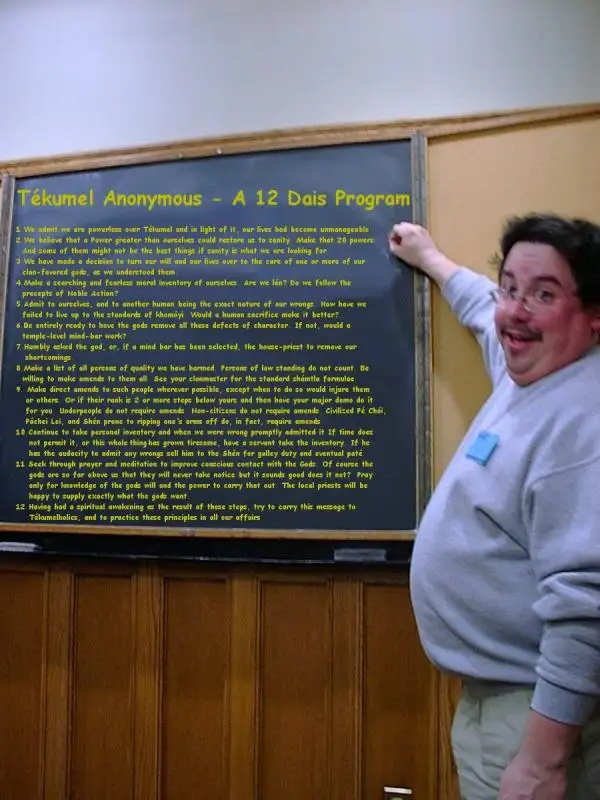 Tékumel Anonymous - A 12 Dais Program
1. We admit we are powerless over Tékumel and in light of it, our lives had become unmanageable.
2. We believe that a Power greater than ourselves could restore us to sanity. Make that 20 powers.
And some of them might not be the best things if sanity is what we are looking for.
3. We have made a decision to turn our will and our lives over to the care of one or more of our
clan-favored gods, as we understood them.
4. Make a searching and fearless moral inventory of ourselves. Are we lán? Do we follow the
precepts of Noble Action?
5. Admit to ourselves, and to another human being the exact nature of our wrongs. How have we
failed to live up to the standards of khomóyi. Would a human sacrifice make it better?
6. Be entirely ready to have the gods remove all these defects of character. If not, would a
temple-level mind-bar work?
7. Humbly asked the god, or, if a mind bar has been selected, the house-priest to remove our
shortcomings.
8. Make a list of all persons of quality we have harmed. Persons of low standing do not count. Be
willing to make amends to them all. See your clanmaster for the standard shámtla formulae.
9. Make direct amends to such people wherever possible, except when to do so would injure them
or others. Or if their rank is 2 or more steps below yours and then have your major domo do it
for you. Underpeople do not require amends. Non-citizens do not require amends. Civilized Pé Chói,
Páchei Lei, and Shén prone to ripping one's arms off do, in fact, require amends.
10. Continue to take personal inventory and when we were wrong promptly admitted it. If time does
not permit it, or this whole thing has grown tiresome, have a servant take the inventory. If he
has the audacity to admit any wrongs sell him to the Shén for galley duty and eventual paté.
11. Seek through prayer and meditation to improve conscious contact with the Gods. Of course the
gods are so far above us that they will never take notice but it sounds good does it not? Pray
only for knowledge of the gods will and the power to carry that out. The local priests will be
happy to supply exactly what the gods want.
12. Having had a spiritual awakening as the result of these steps, try to carry this message to
Tékumelholics, and to practice these principles in all our affairs.